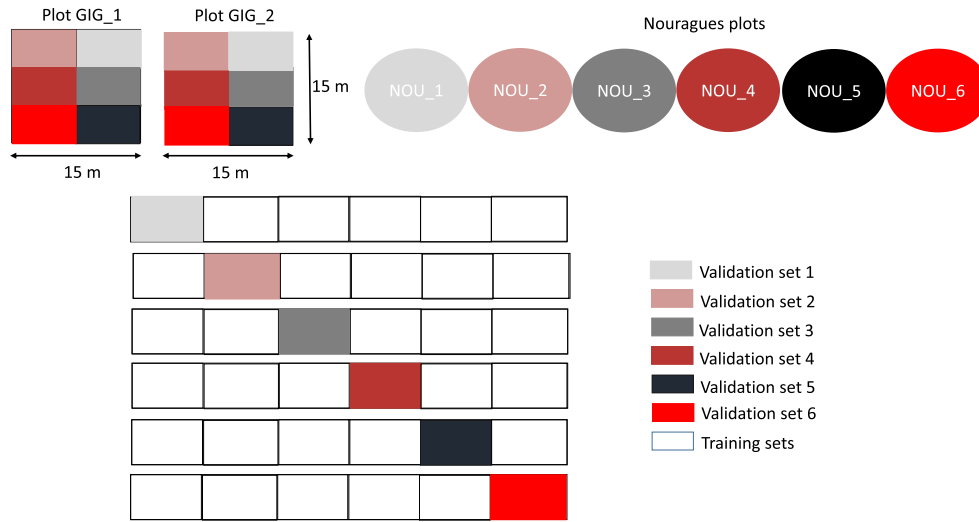 Plot GIG_1
Plot GIG_2
Nouragues plots
15 m
NOU_1
NOU_2
NOU_3
NOU_4
NOU_5
NOU_6
15 m
15 m
Validation set 1
Validation set 2
Validation set 3
Validation set 4
Validation set 5
Validation set 6
Training sets